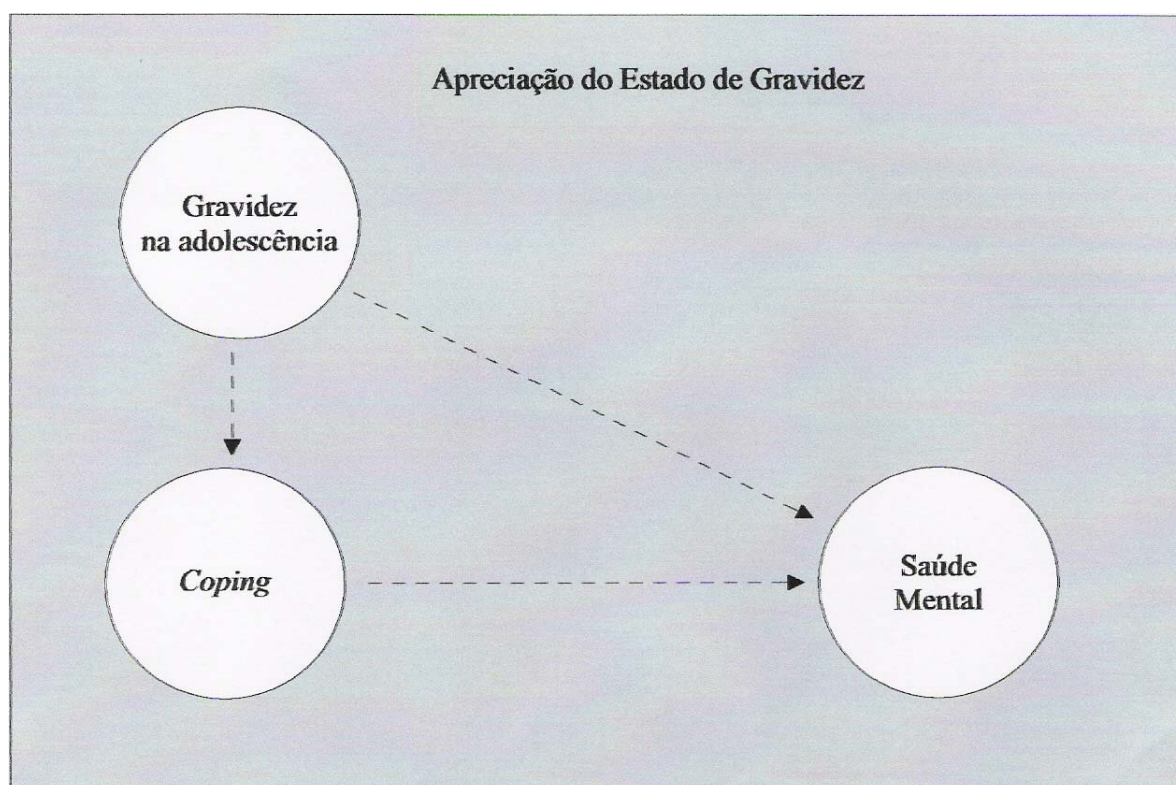 Apreciação do Estado de Gravidez
Gravidez
na adolescência
Coping
Saúde
Mental